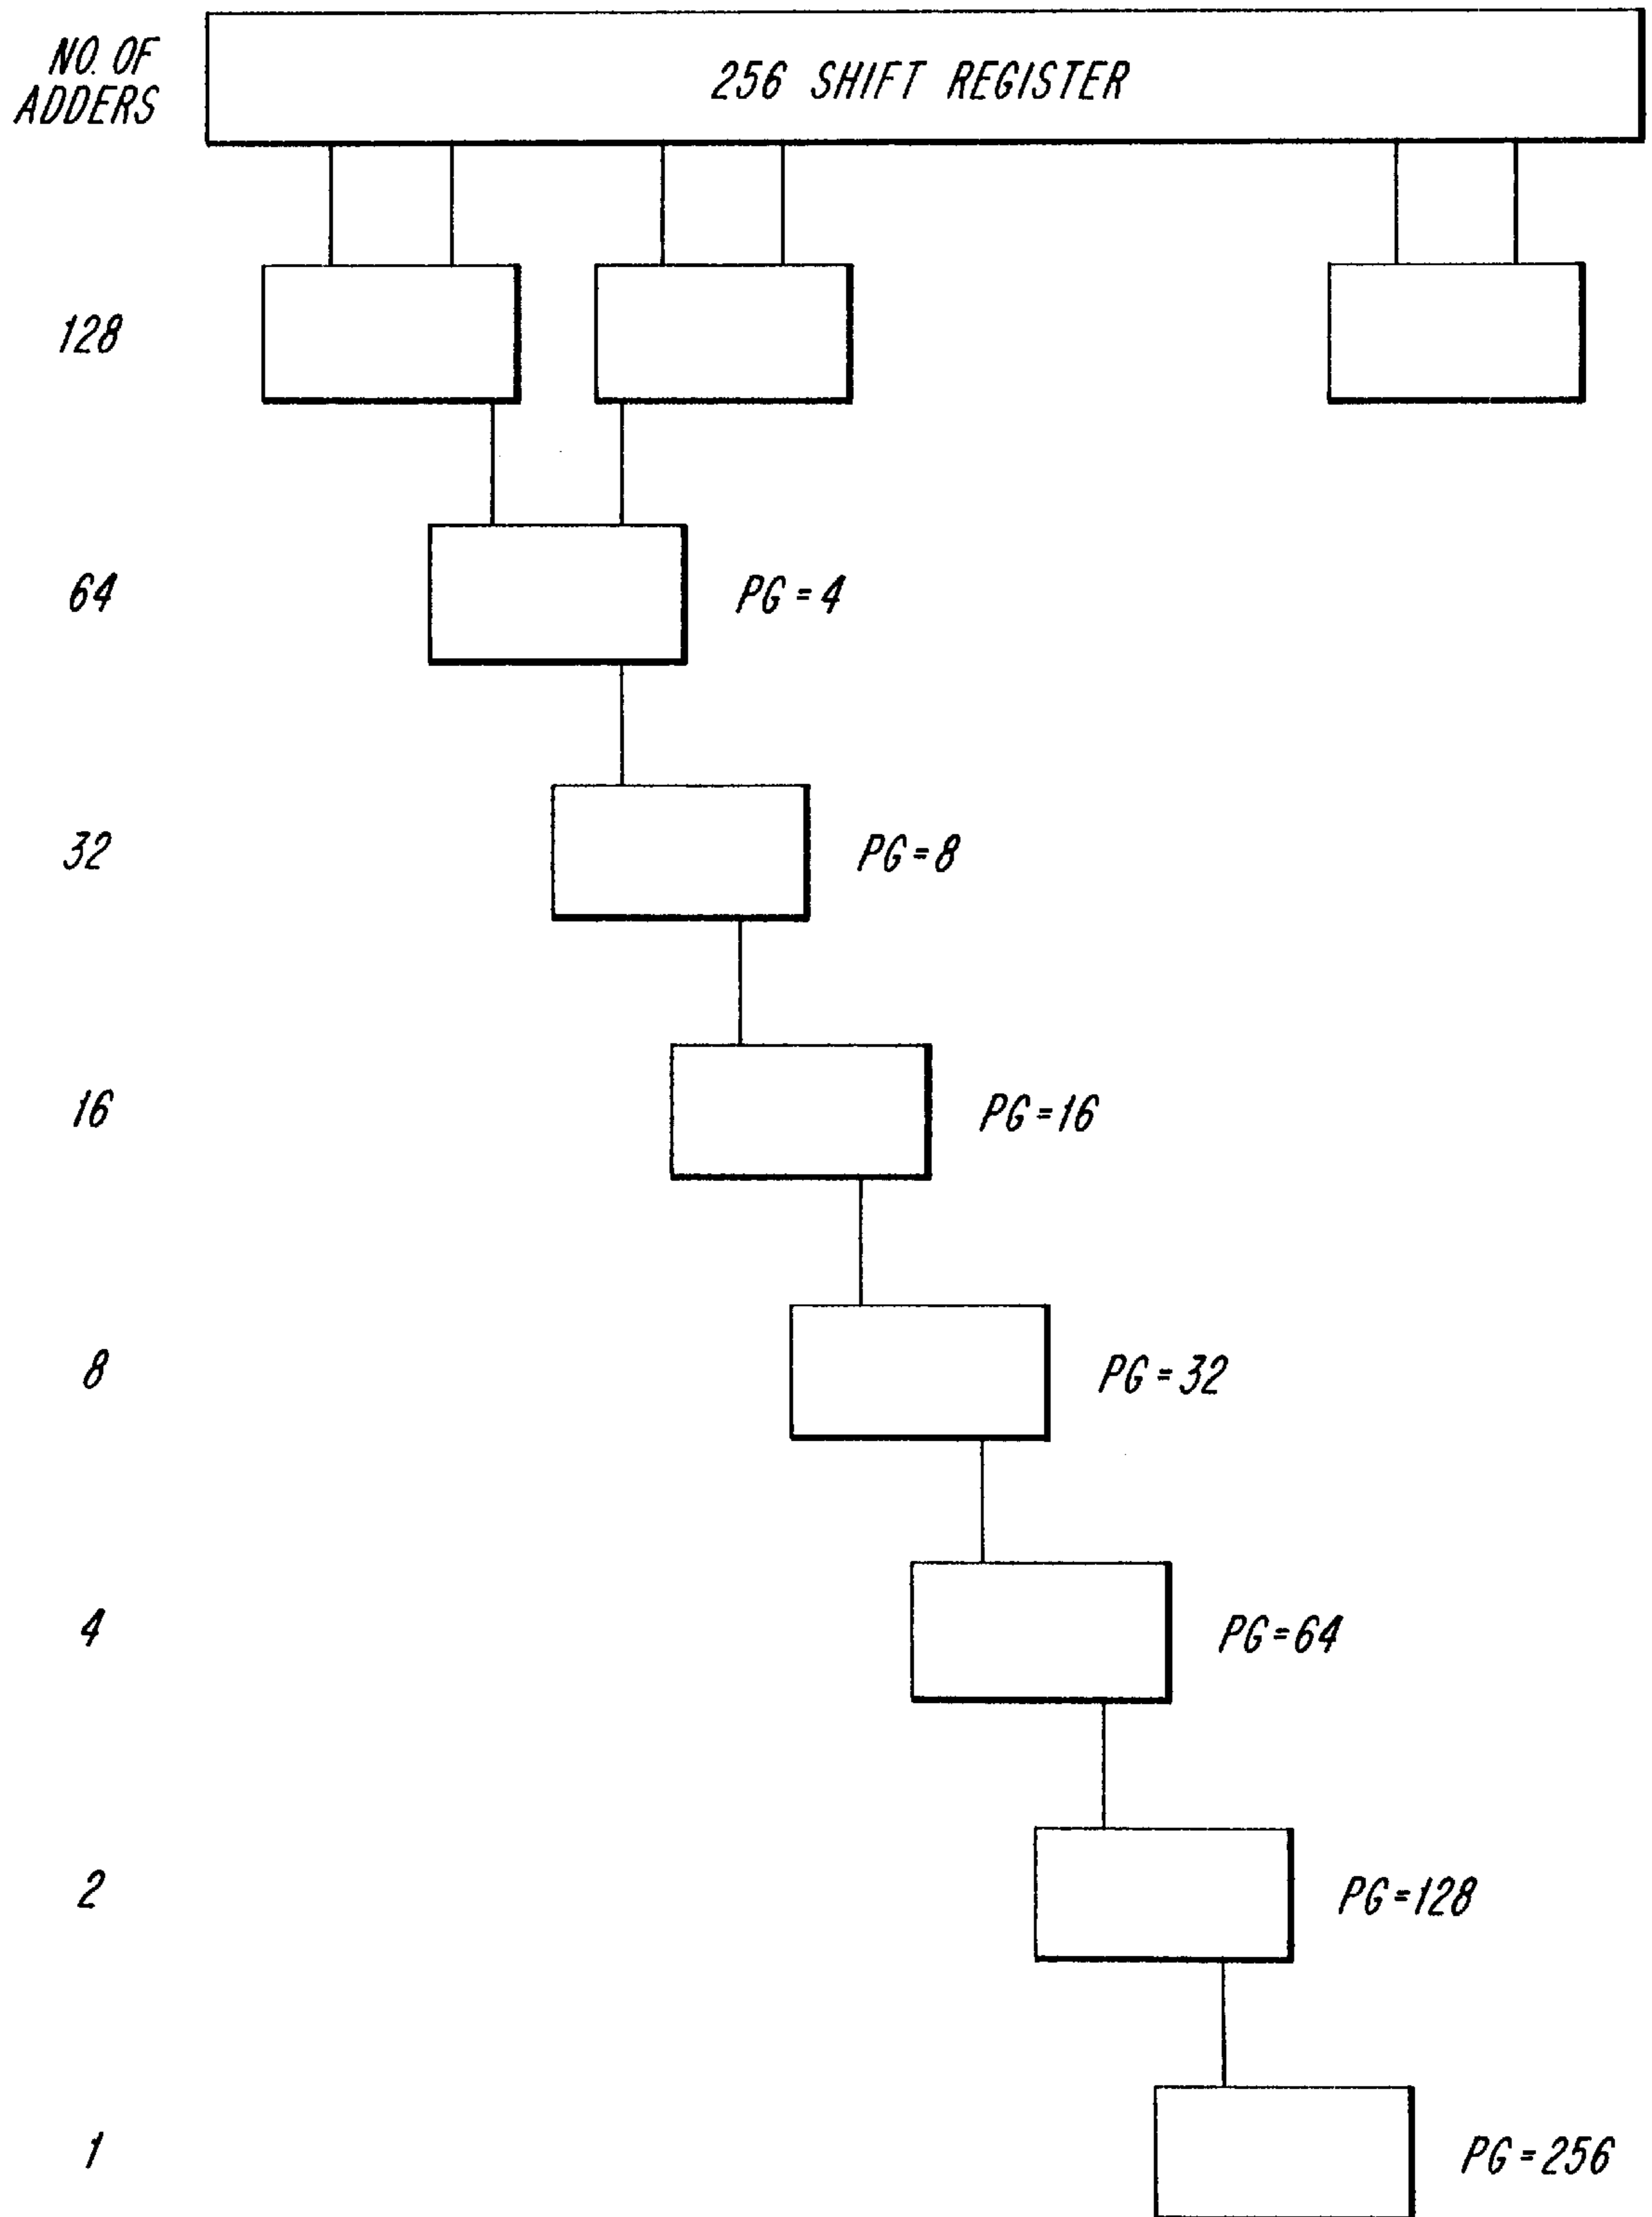 NO. OF
ADDERS
256 SHIFT REGISTER
128
64
PG=4
32
PG=8
16
PG=16
8
PG=32
4
PG=64
2
PG=128
1
PG=256